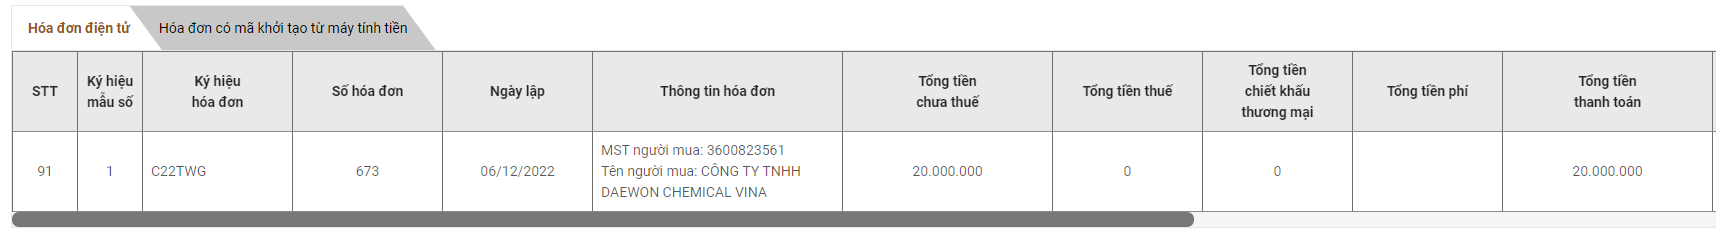 Hóa đơn điện tử
Hóa đơn có mã khởi tạo từ máy tính tiền
STT
Ký hiệu
mẫu số
Ký hiệu
hóa đơn
Số hóa đơn
Ngày lập
Thông tin hóa đơn
Tổng tiền
chưa thuế
Tổng tiền thuế
Tổng tiền
chiết khấu
thương mại
Tổng tiền phí
Tổng tiền
thanh toán
91
1
C22TWG
673
06/12/2022
MST người mua: 3600823561
Tên người mua: CÔNG TY TNHH
DAEWON CHEMICAL VINA
20.000.000
0
0
20.000.000